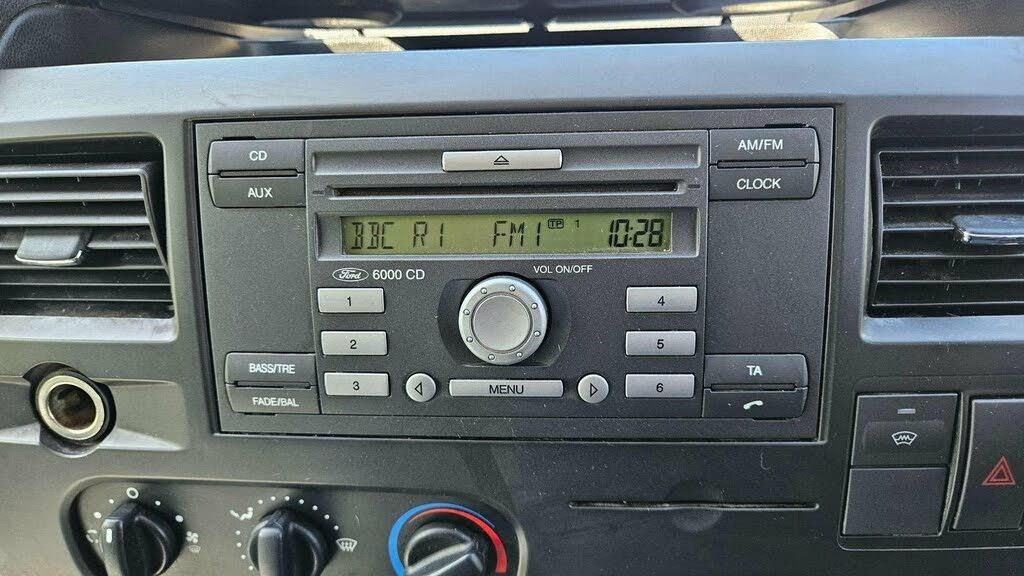 CD
AUX
AM/FM
CLOCK
BBC R1 FM1 TP 1 10:28
Ford 6000 CD
VOL ON/OFF
1
2
3
4
5
6
BASS/TRE
FADE/BAL
MENU
TA
O